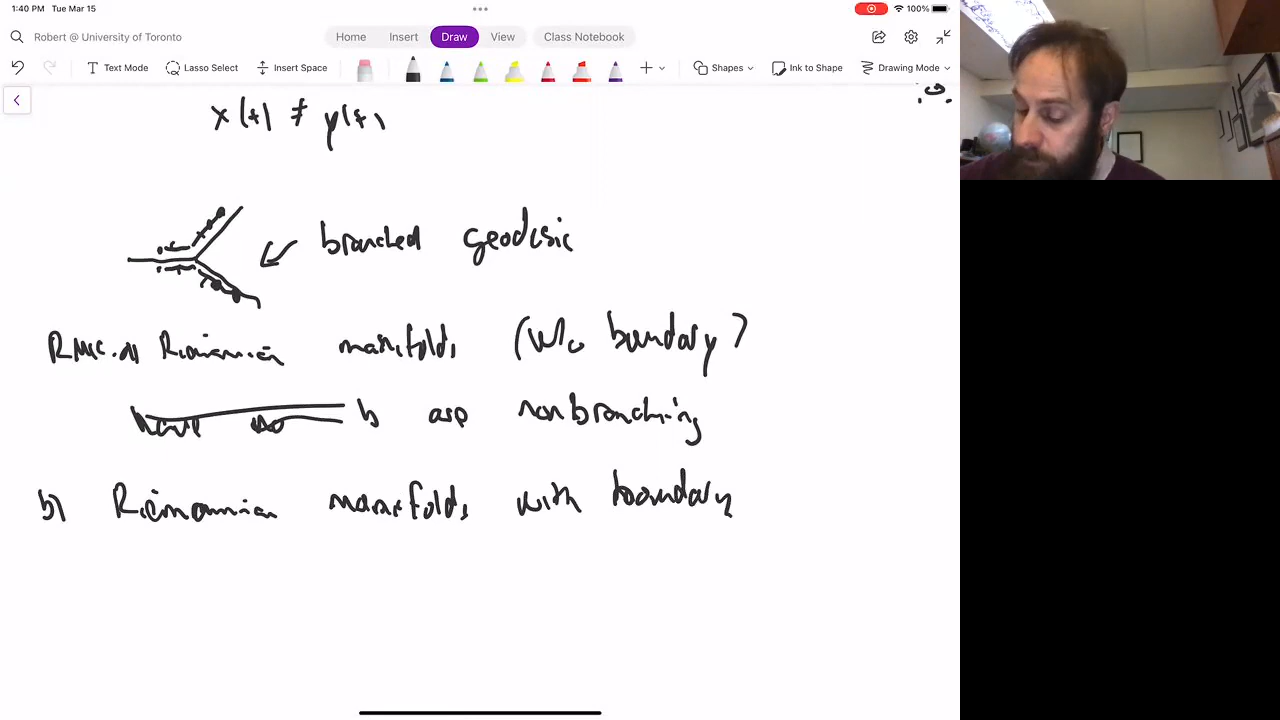 1:40 PM Tue Mar 15
100%
Robert @ University of Toronto
Home Insert Draw View Class Notebook
Text Mode Lasso Select Insert Space Shapes Ink to Shape Drawing Mode
x(t) ≠ y(t)
branched geodesic
Riemannian manifolds (w/o boundary)
are nonbranching
b) Riemannian manifolds with boundary